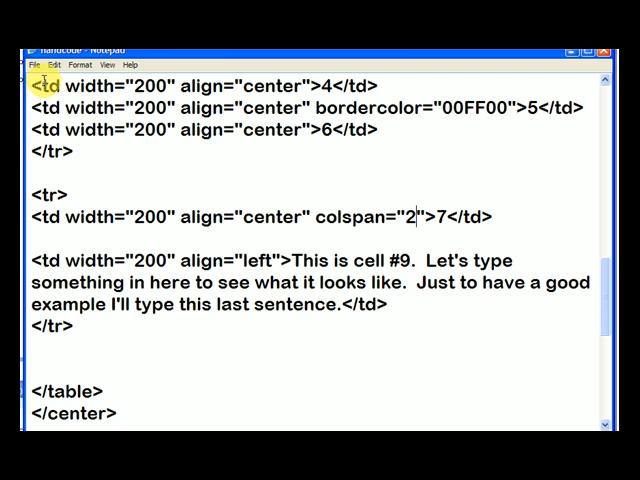 handcode - Notepad
File Edit Format View Help
<td width="200" align="center">4</td>
<td width="200" align="center" bordercolor="00FF00">5</td>
<td width="200" align="center">6</td>
</tr>
<tr>
<td width="200" align="center" colspan="2">7</td>
<td width="200" align="left">This is cell #9.  Let's type
something in here to see what it looks like.  Just to have a good
example I'll type this last sentence.</td>
</tr>
</table>
</center>